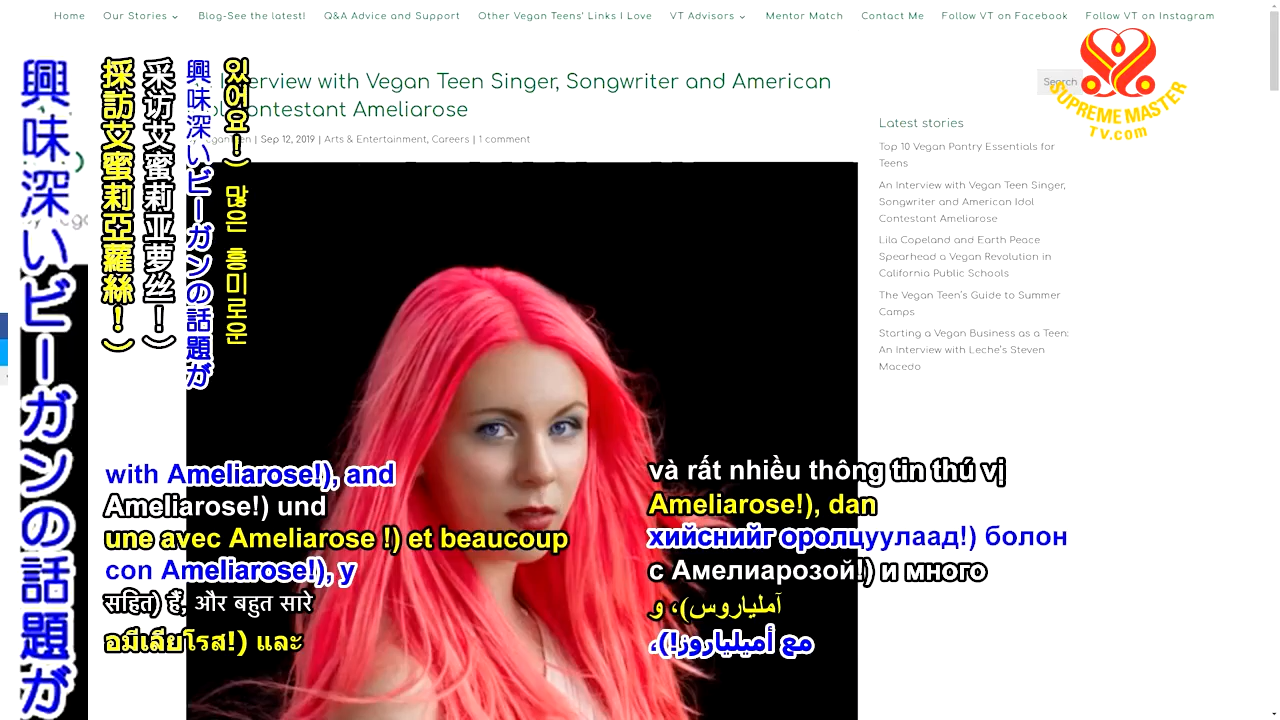 Home Our Stories Blog-See the latest! Q&A Advice and Support Other Vegan Teens' Links I Love VT Advisors Mentor Match Contact Me Follow VT on Facebook Follow VT on Instagram
Interview with Vegan Teen Singer, Songwriter and American
Contestant Ameliarose
| Sep 12, 2019 | Arts & Entertainment, Careers | 1 comment
Search
SUPREME MASTER
TV.com
Latest stories
Top 10 Vegan Pantry Essentials for
Teens
An Interview with Vegan Teen Singer,
Songwriter and American Idol
Contestant Ameliarose
Lila Copeland and Earth Peace
Spearhead a Vegan Revolution in
California Public Schools
The Vegan Teen's Guide to Summer
Camps
Starting a Vegan Business as a Teen:
An Interview with Leche's Steven
Macedo
興味深いビーガンの話題が
採訪艾蜜莉亞蘿絲！）
采访艾蜜莉亚萝丝！）
興味深いビーガンの話題が
있어요!) 많은 흥미로운
with Ameliarose!), and
Ameliarose!) und
une avec Ameliarose !) et beaucoup
con Ameliarose!), y
सहित) हैं, और बहुत सारे
อมีเลียโรส!) และ
và rất nhiều thông tin thú vị
Ameliarose!), dan
хийснийг оролцуулаад!) болон
с Амелиарозой!) и много
آملیاروس)، و
مع أميلياروز!)،